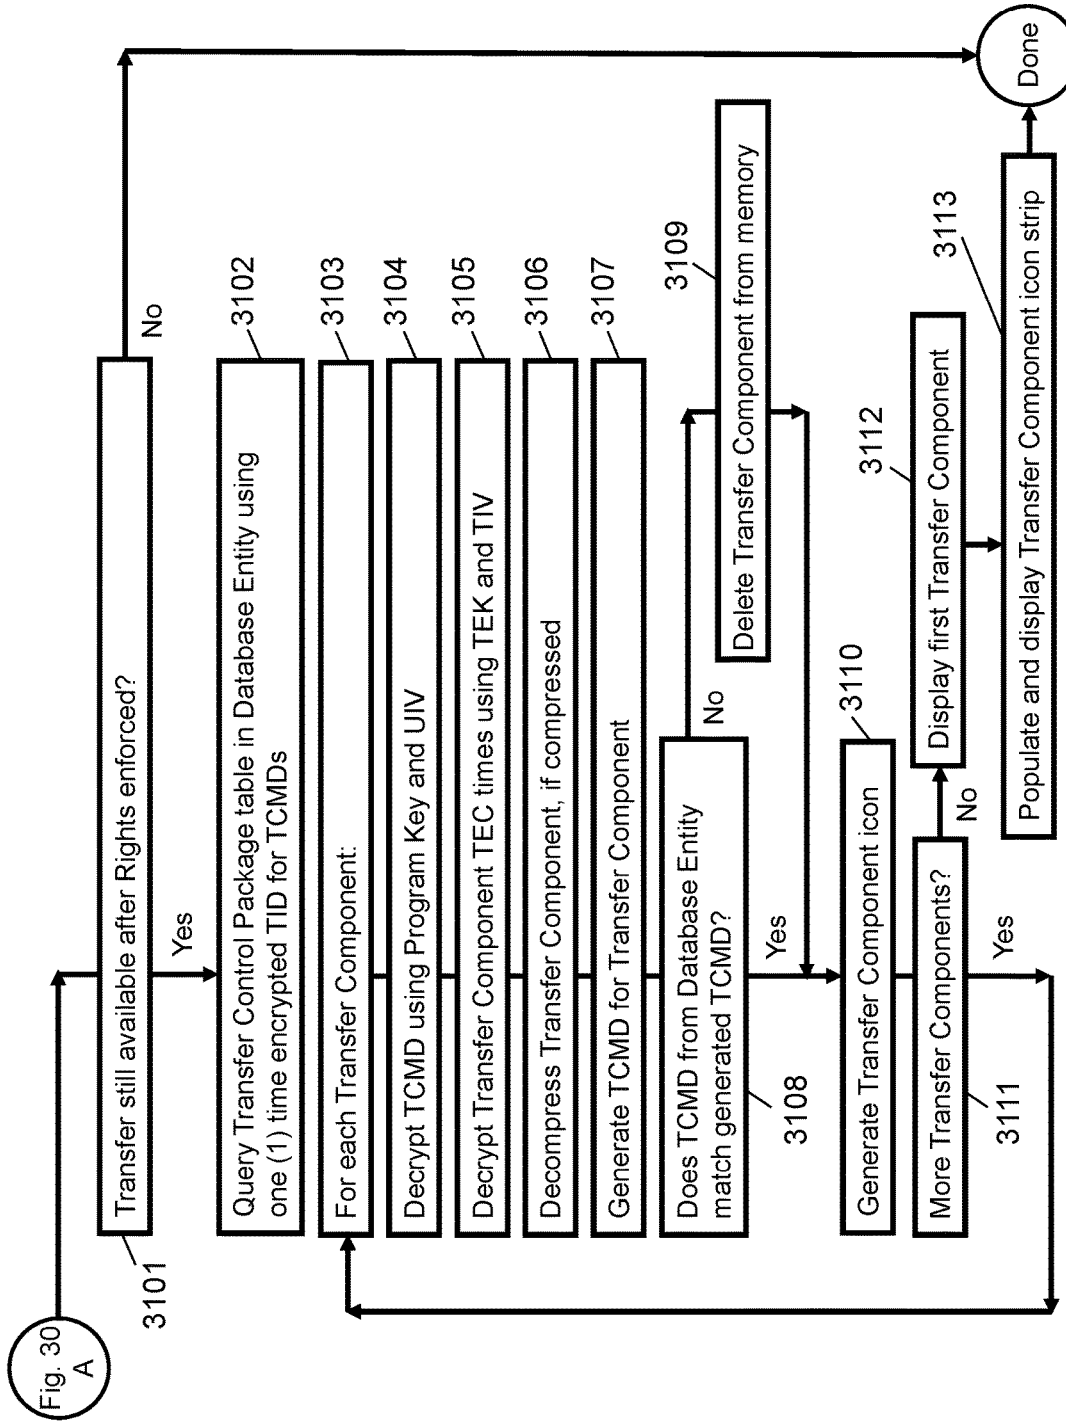 Fig. 30
A
3101
Transfer still available after Rights enforced?
No
Yes
Query Transfer Control Package table in Database Entity using
one (1) time encrypted TID for TCMDs
3102
For each Transfer Component:
3103
Decrypt TCMD using Program Key and UIV
3104
Decrypt Transfer Component TEC times using TEK and TIV
3105
Decompress Transfer Component, if compressed
3106
Generate TCMD for Transfer Component
3107
Does TCMD from Database Entity
match generated TCMD?
3108
No
Yes
Delete Transfer Component from memory
3109
Generate Transfer Component icon
3110
More Transfer Components?
3111
No
Yes
Display first Transfer Component
3112
Populate and display Transfer Component icon strip
3113
Done